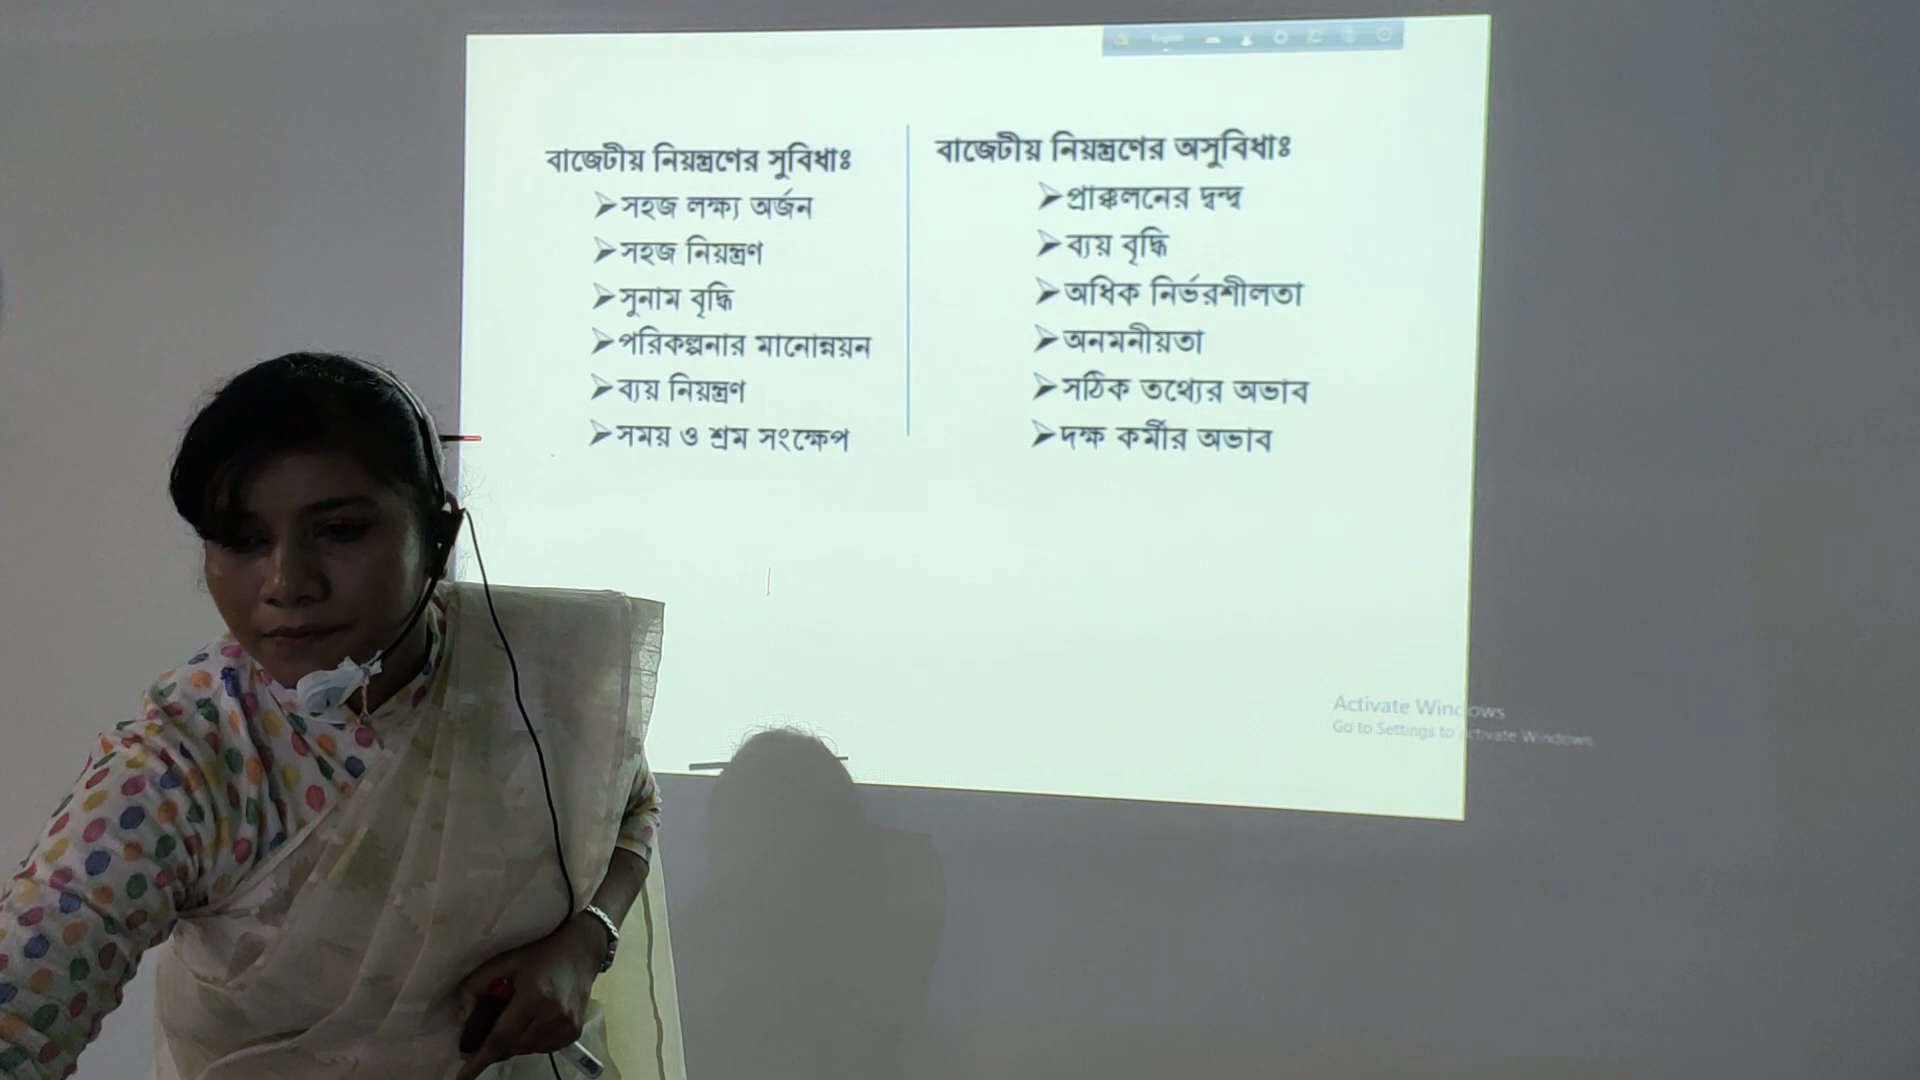 English
বাজেটীয় নিয়ন্ত্রণের সুবিধাঃ
➢সহজ লক্ষ্য অর্জন
➢সহজ নিয়ন্ত্রণ
➢সুনাম বৃদ্ধি
➢পরিকল্পনার মানোন্নয়ন
➢ব্যয় নিয়ন্ত্রণ
➢সময় ও শ্রম সংক্ষেপ
বাজেটীয় নিয়ন্ত্রণের অসুবিধাঃ
➢প্রাক্কলনের দ্বন্দ্ব
➢ব্যয় বৃদ্ধি
➢অধিক নির্ভরশীলতা
➢অনমনীয়তা
➢সঠিক তথ্যের অভাব
➢দক্ষ কর্মীর অভাব
Activate Windows
Go to Settings to activate Windows.